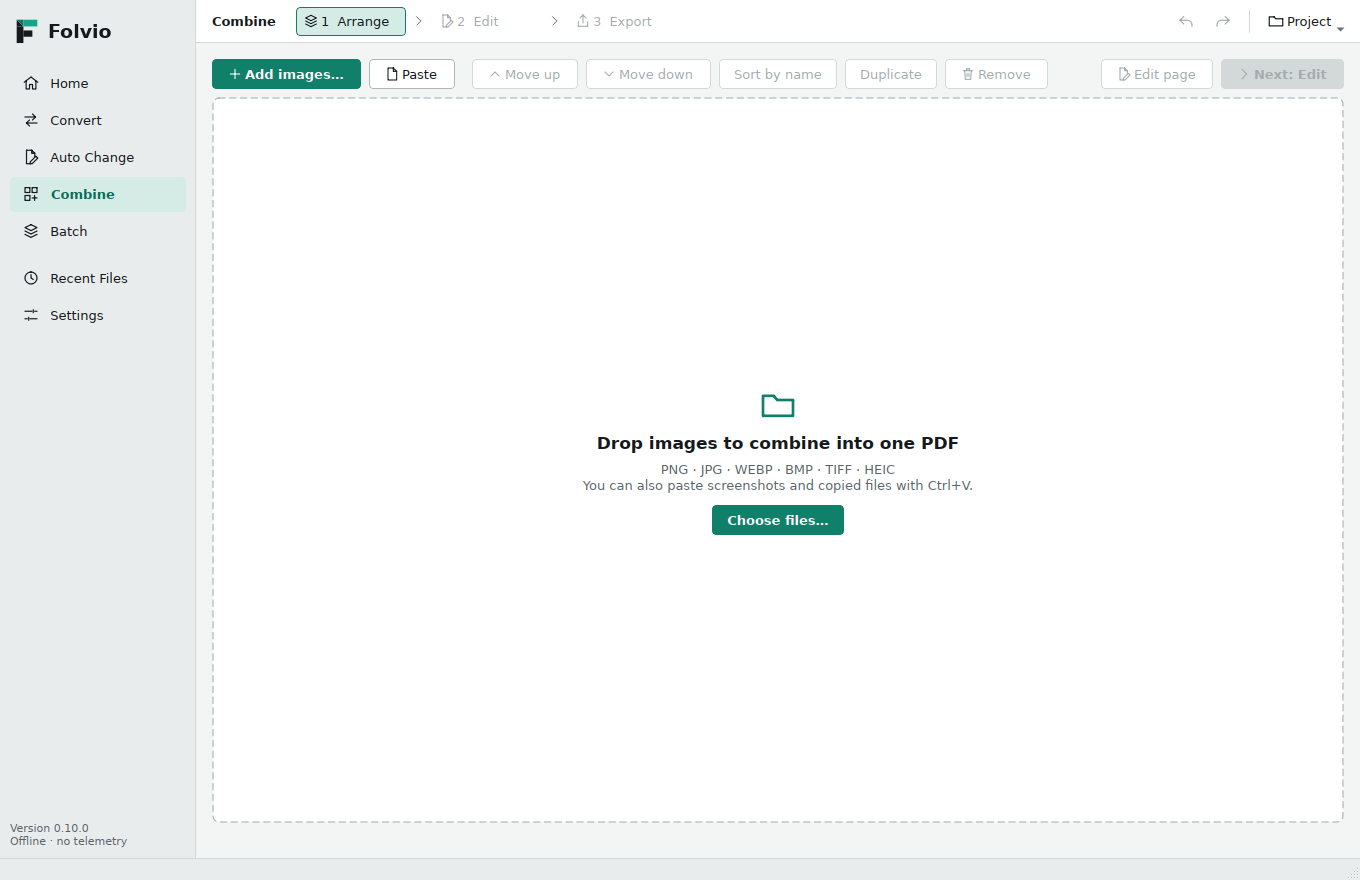 Folvio
Home
Convert
Auto Change
Combine
Batch
Recent Files
Settings
Version 0.10.0
Offline · no telemetry
Combine 1 Arrange 2 Edit 3 Export Project
Add images... Paste Move up Move down Sort by name Duplicate Remove Edit page Next: Edit
Drop images to combine into one PDF
PNG · JPG · WEBP · BMP · TIFF · HEIC
You can also paste screenshots and copied files with Ctrl+V.
Choose files...